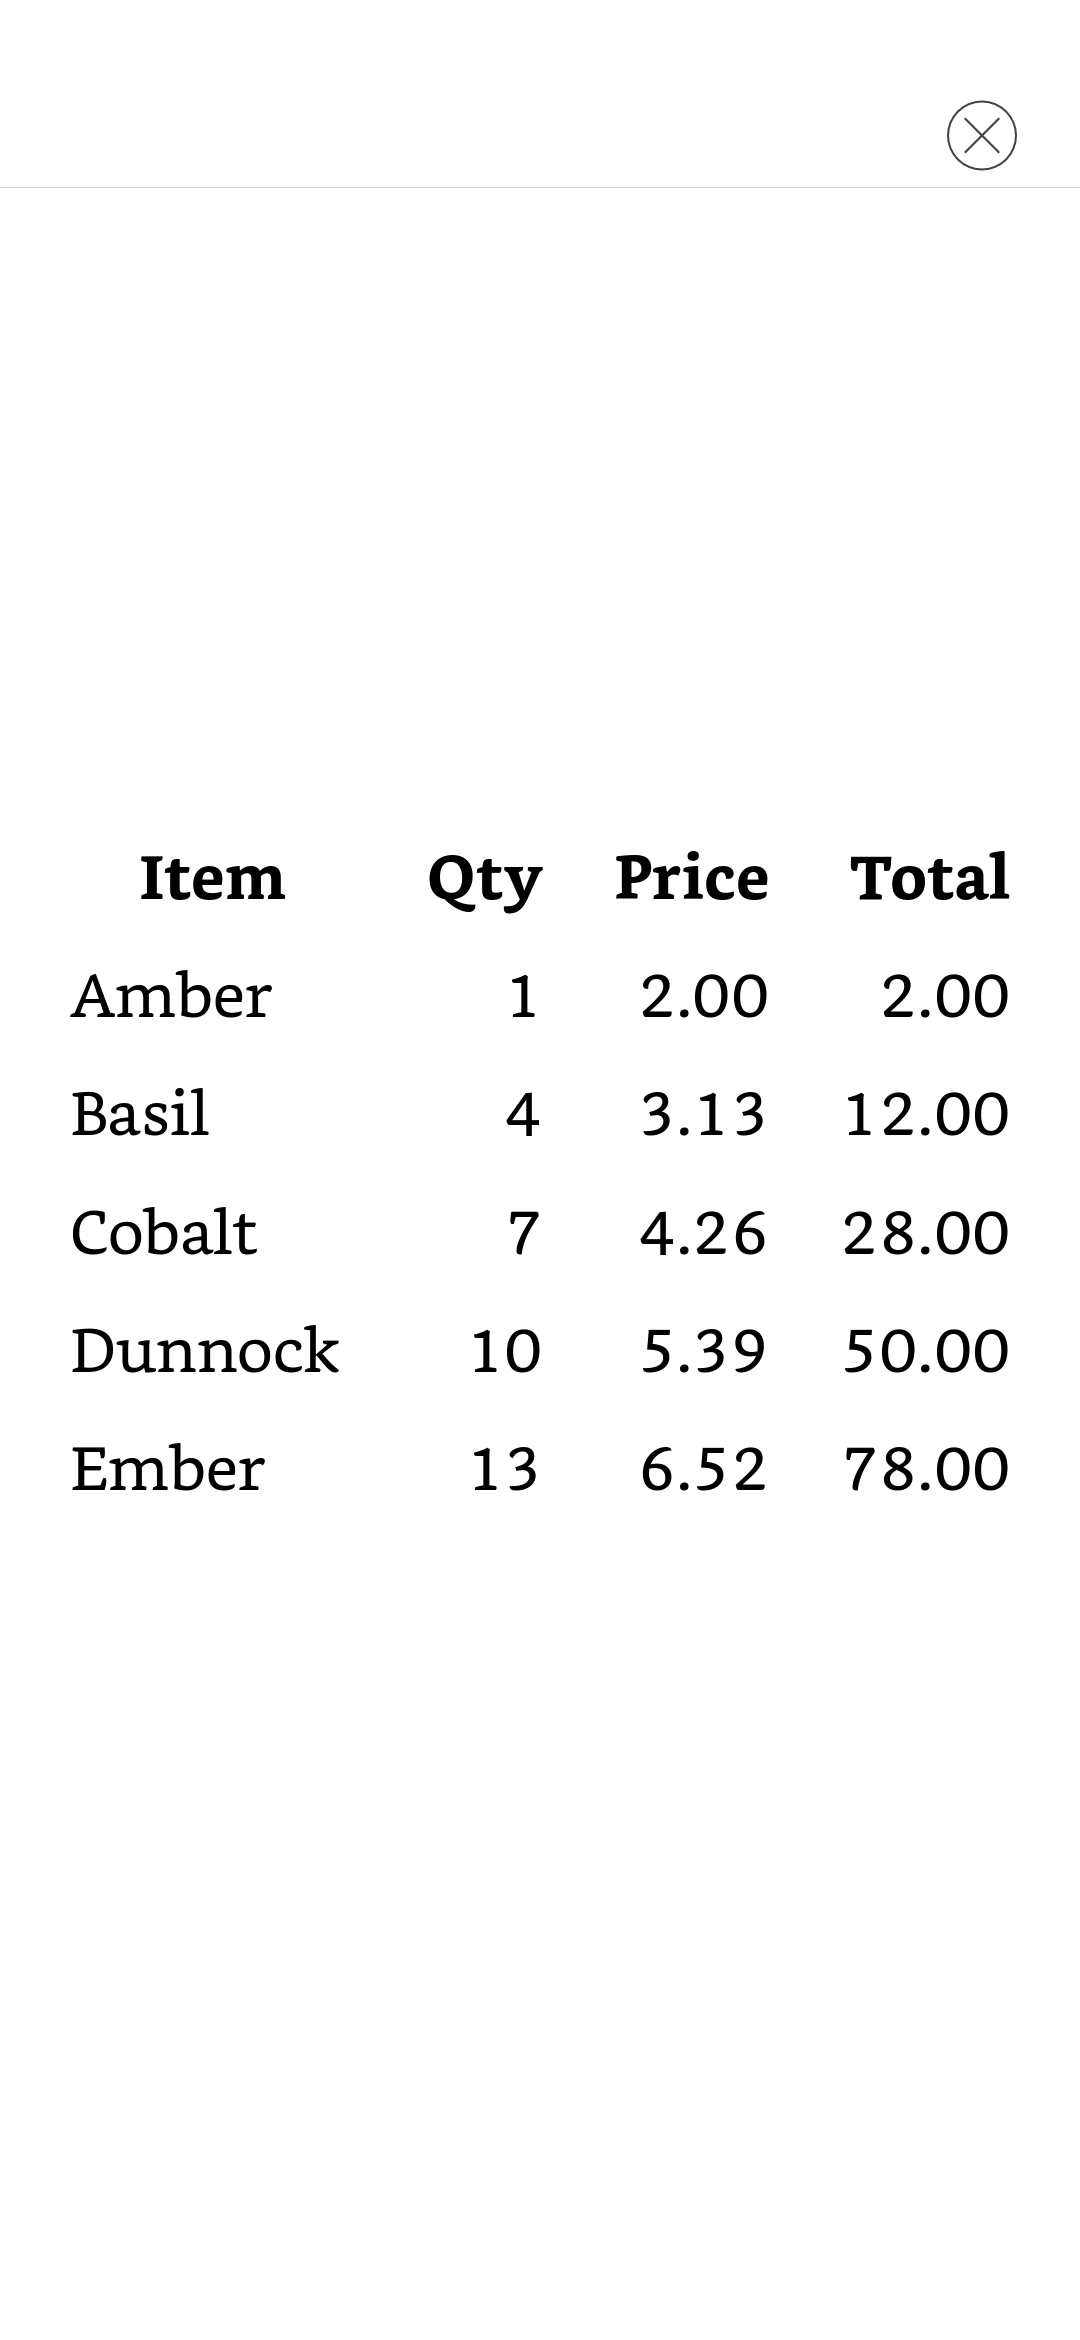 Item Qty Price Total
Amber 1 2.00 2.00
Basil 4 3.13 12.00
Cobalt 7 4.26 28.00
Dunnock 10 5.39 50.00
Ember 13 6.52 78.00